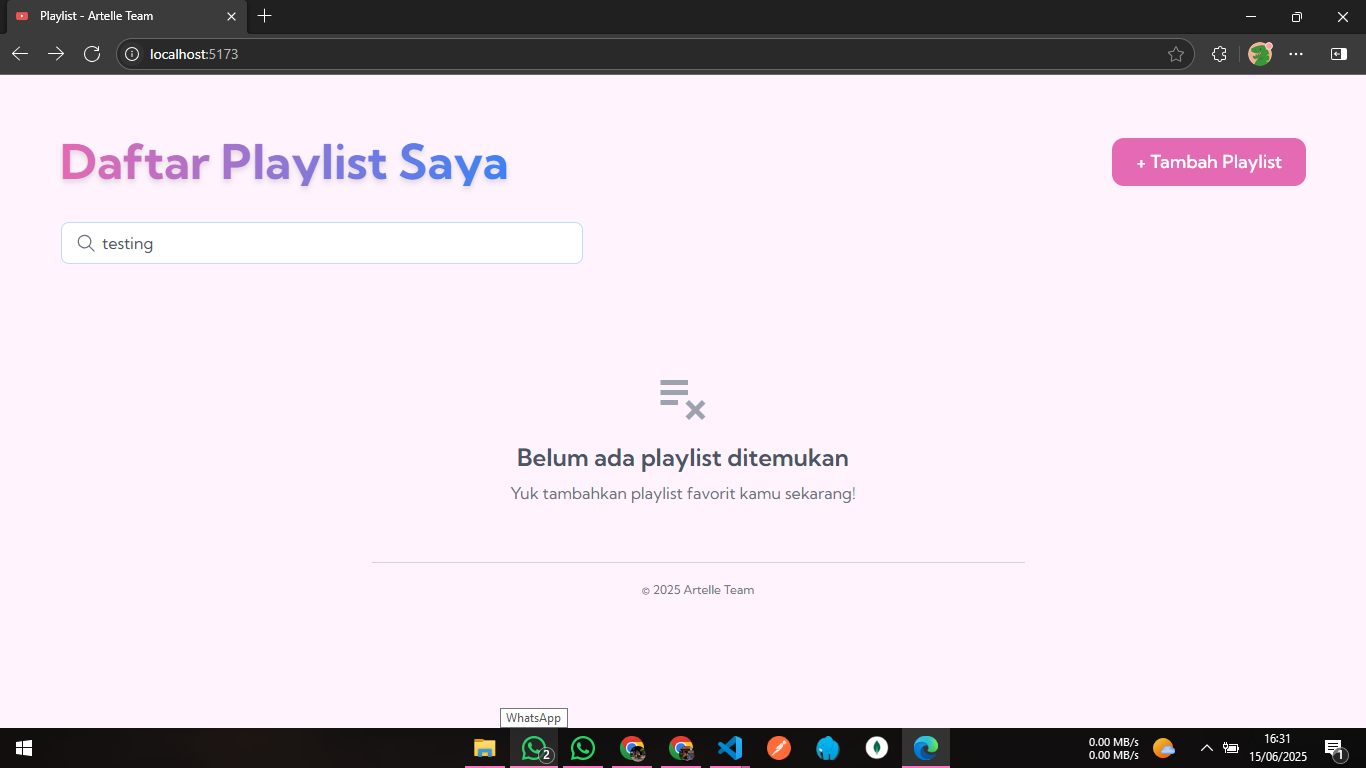 Playlist - Artelle Team
localhost:5173
Daftar Playlist Saya
+ Tambah Playlist
testing
Belum ada playlist ditemukan
Yuk tambahkan playlist favorit kamu sekarang!
© 2025 Artelle Team
WhatsApp
2
0.00 MB/s
0.00 MB/s
16:31
15/06/2025
1